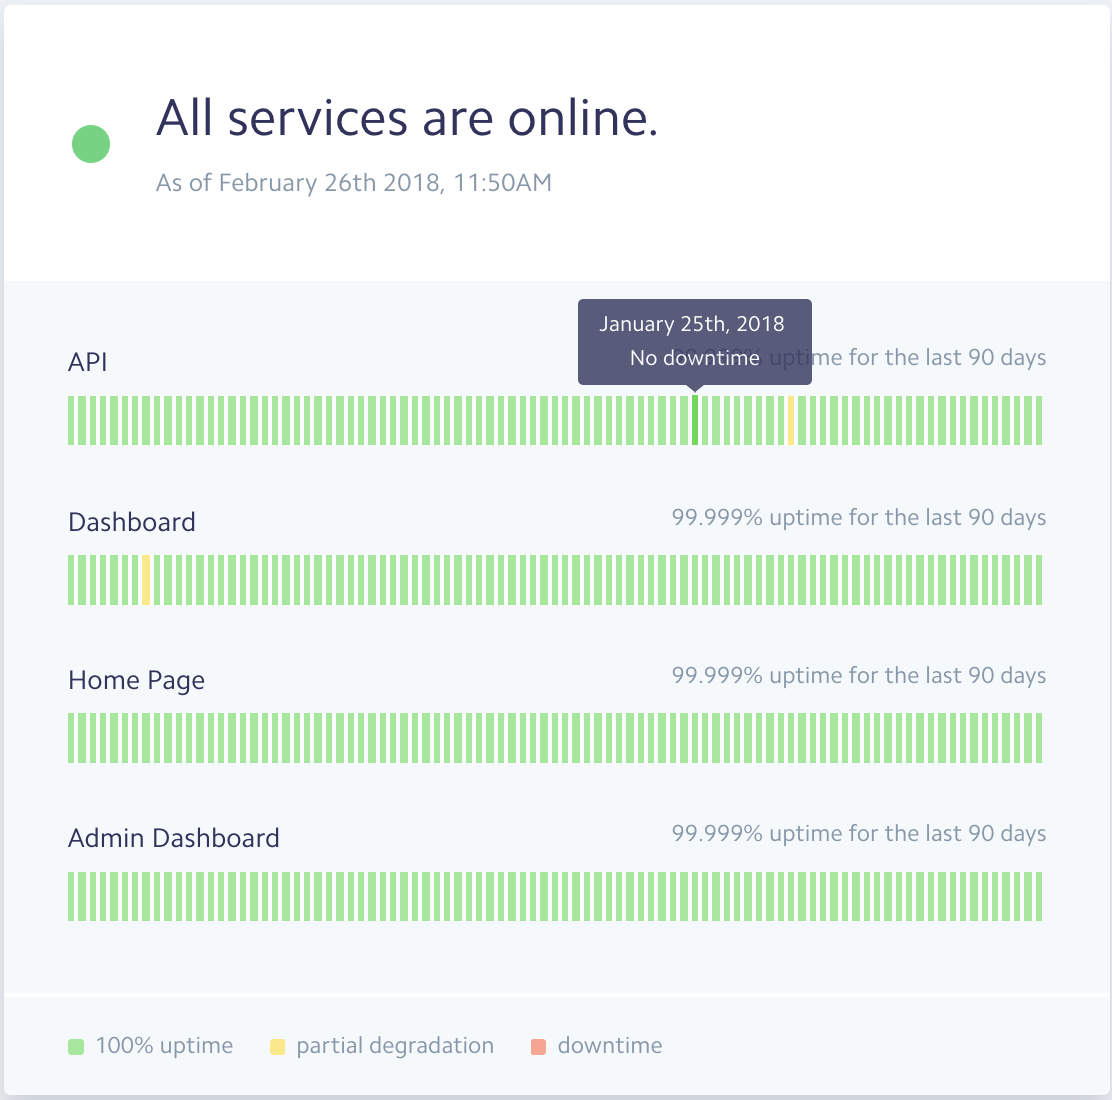 All services are online.
As of February 26th 2018, 11:50AM
January 25th, 2018
No downtime
API
99.999% uptime for the last 90 days
Dashboard
99.999% uptime for the last 90 days
Home Page
99.999% uptime for the last 90 days
Admin Dashboard
99.999% uptime for the last 90 days
100% uptime
partial degradation
downtime